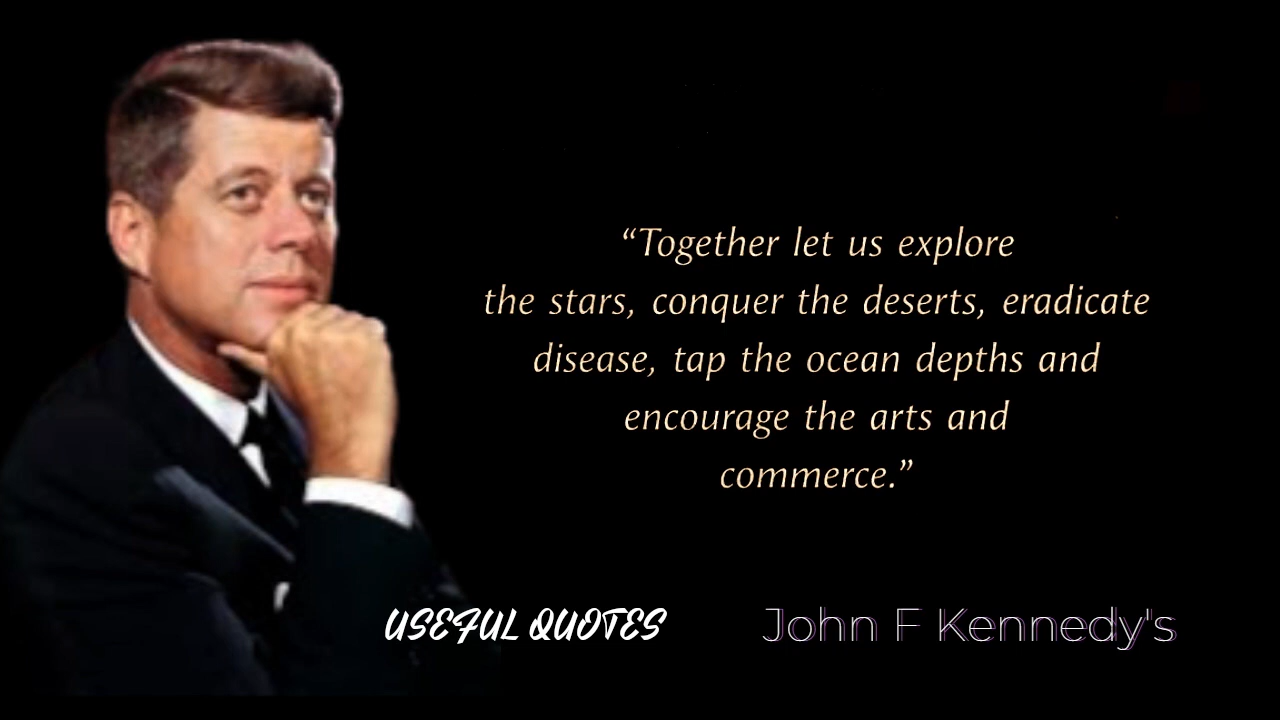 “Together let us explore
the stars, conquer the deserts, eradicate
disease, tap the ocean depths and
encourage the arts and
commerce.”
USEFUL QUOTES
John F Kennedy's